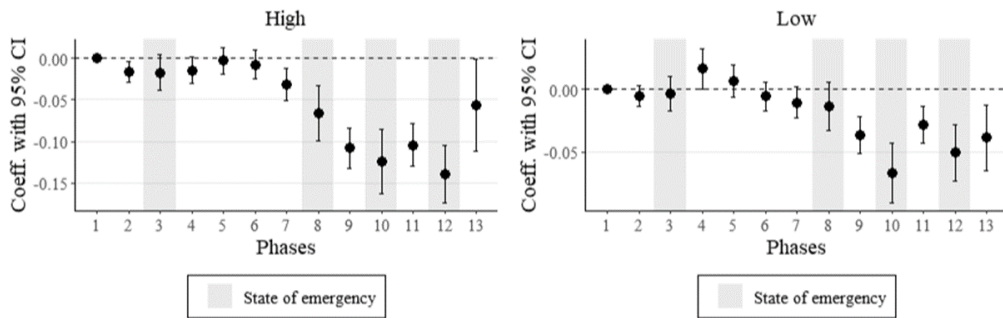 High
Coeff. with 95% CI
0.00
-0.05
-0.10
-0.15
1 2 3 4 5 6 7 8 9 10 11 12 13
Phases
State of emergency
Low
Coeff. with 95% CI
0.00
-0.05
1 2 3 4 5 6 7 8 9 10 11 12 13
Phases
State of emergency